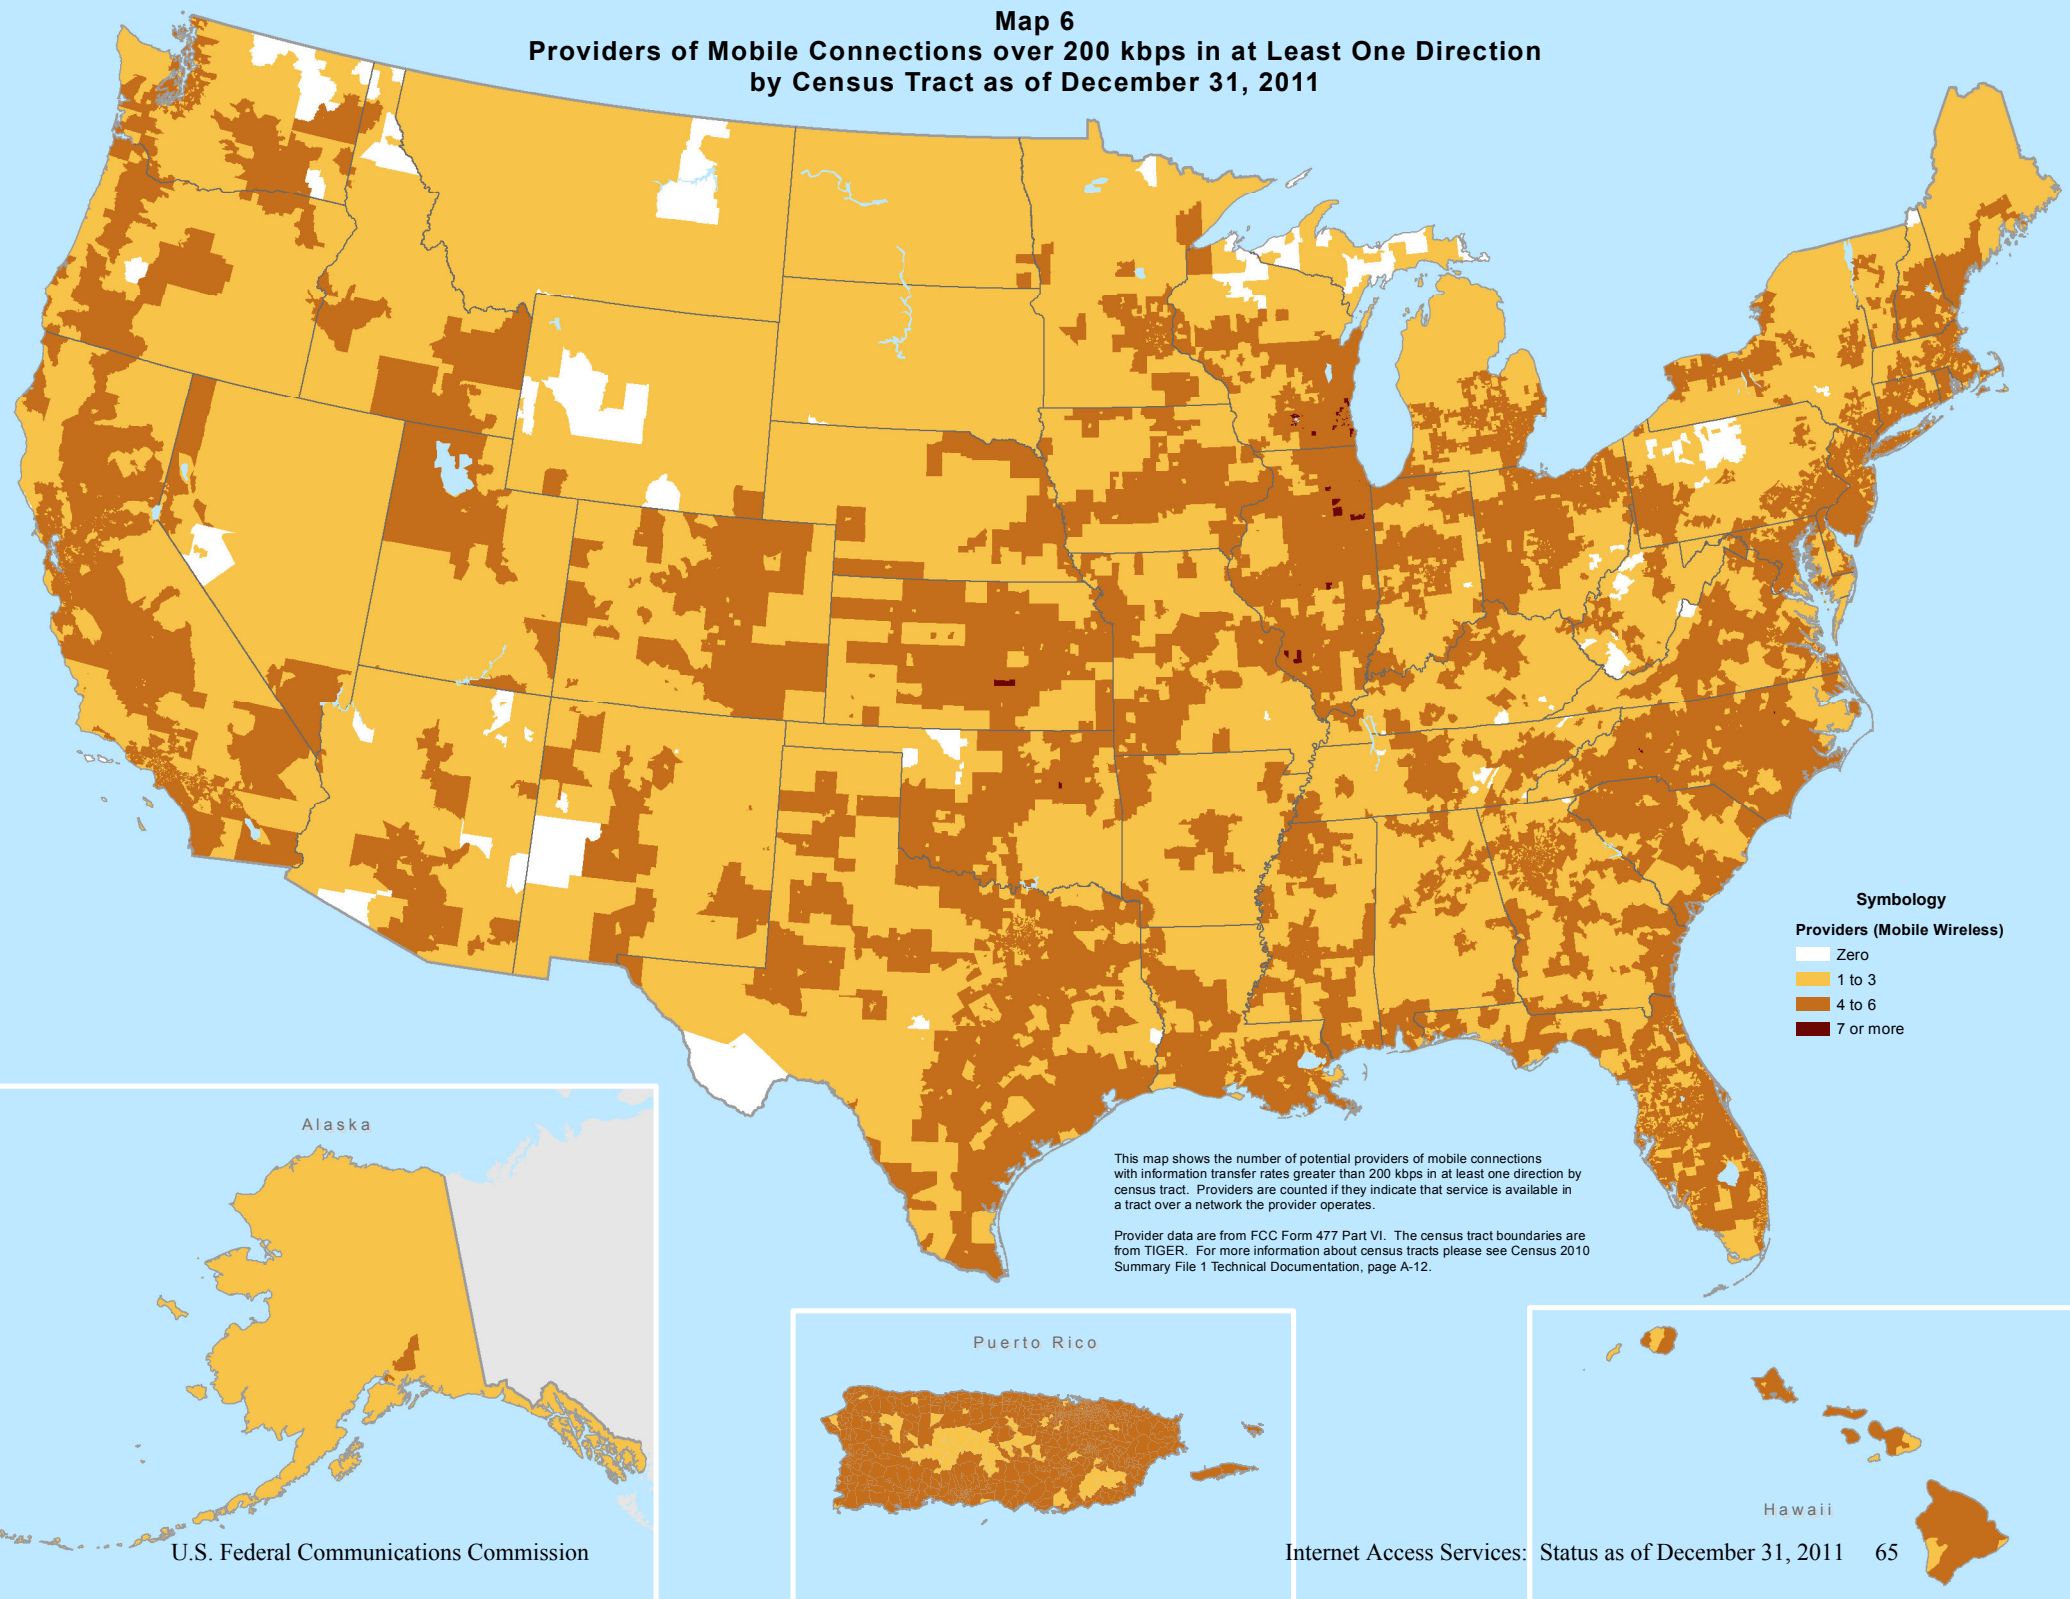 Map 6
Providers of Mobile Connections over 200 kbps in at Least One Direction
by Census Tract as of December 31, 2011
Symbology
Providers (Mobile Wireless)
Zero
1 to 3
4 to 6
7 or more
Alaska
This map shows the number of potential providers of mobile connections
with information transfer rates greater than 200 kbps in at least one direction by
census tract. Providers are counted if they indicate that service is available in
a tract over a network the provider operates.
Provider data are from FCC Form 477 Part VI. The census tract boundaries are
from TIGER. For more information about census tracts please see Census 2010
Summary File 1 Technical Documentation, page A-12.
Puerto Rico
Hawaii
U.S. Federal Communications Commission
Internet Access Services: Status as of December 31, 2011 65